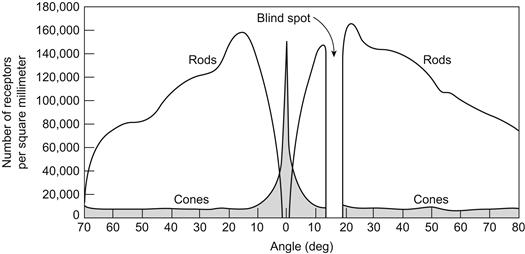 Number of receptors
per square millimeter
180,000
160,000
140,000
120,000
100,000
80,000
60,000
40,000
20,000
0
Blind spot
Rods
Rods
Cones
Cones
70 60 50 40 30 20 10 0 10 20 30 40 50 60 70 80
Angle (deg)